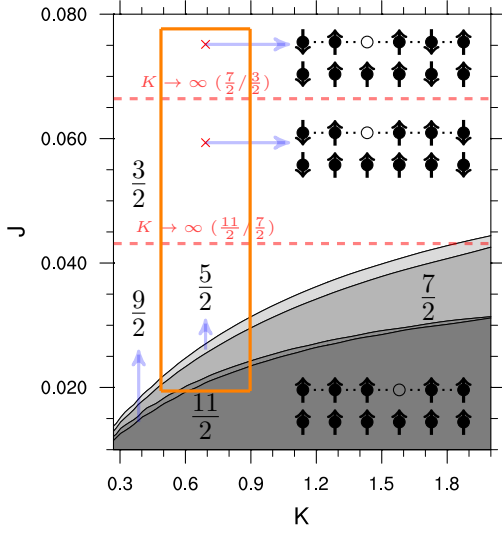 0.080
K → ∞ (7/2 / 3/2)
0.060
3/2
K → ∞ (11/2 / 7/2)
J
0.040
5/2
7/2
9/2
0.020
11/2
0.3 0.6 0.9 1.2 1.5 1.8
K